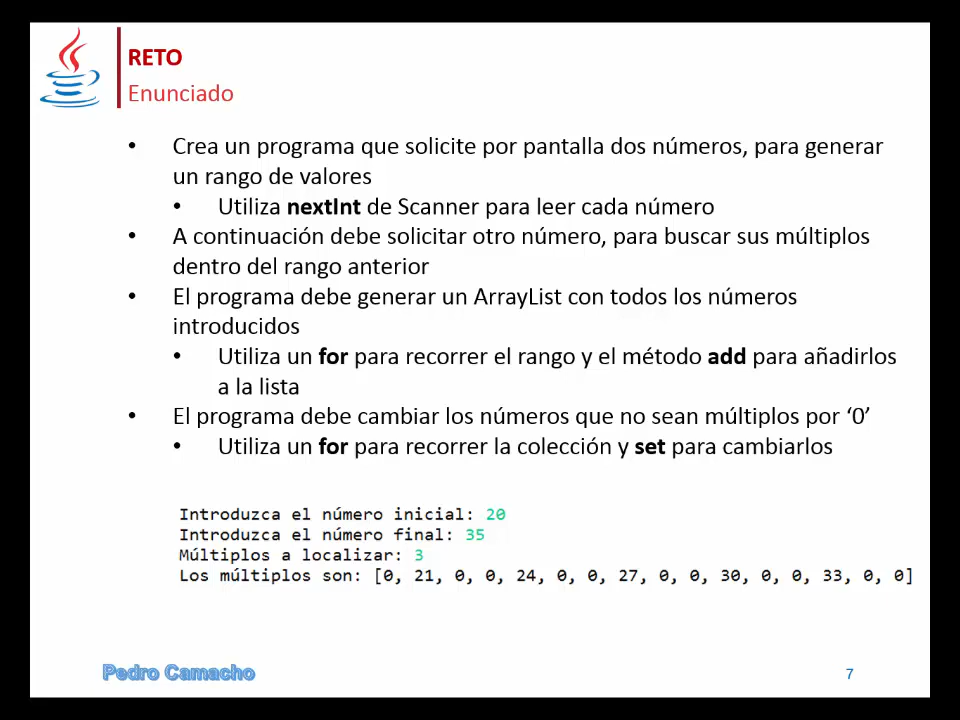 RETO
Enunciado
• Crea un programa que solicite por pantalla dos números, para generar
un rango de valores
• Utiliza nextInt de Scanner para leer cada número
• A continuación debe solicitar otro número, para buscar sus múltiplos
dentro del rango anterior
• El programa debe generar un ArrayList con todos los números
introducidos
• Utiliza un for para recorrer el rango y el método add para añadirlos
a la lista
• El programa debe cambiar los números que no sean múltiplos por ‘0’
• Utiliza un for para recorrer la colección y set para cambiarlos
Introduzca el número inicial: 20
Introduzca el número final: 35
Múltiplos a localizar: 3
Los múltiplos son: [0, 21, 0, 0, 24, 0, 0, 27, 0, 0, 30, 0, 0, 33, 0, 0]
Pedro Camacho
7